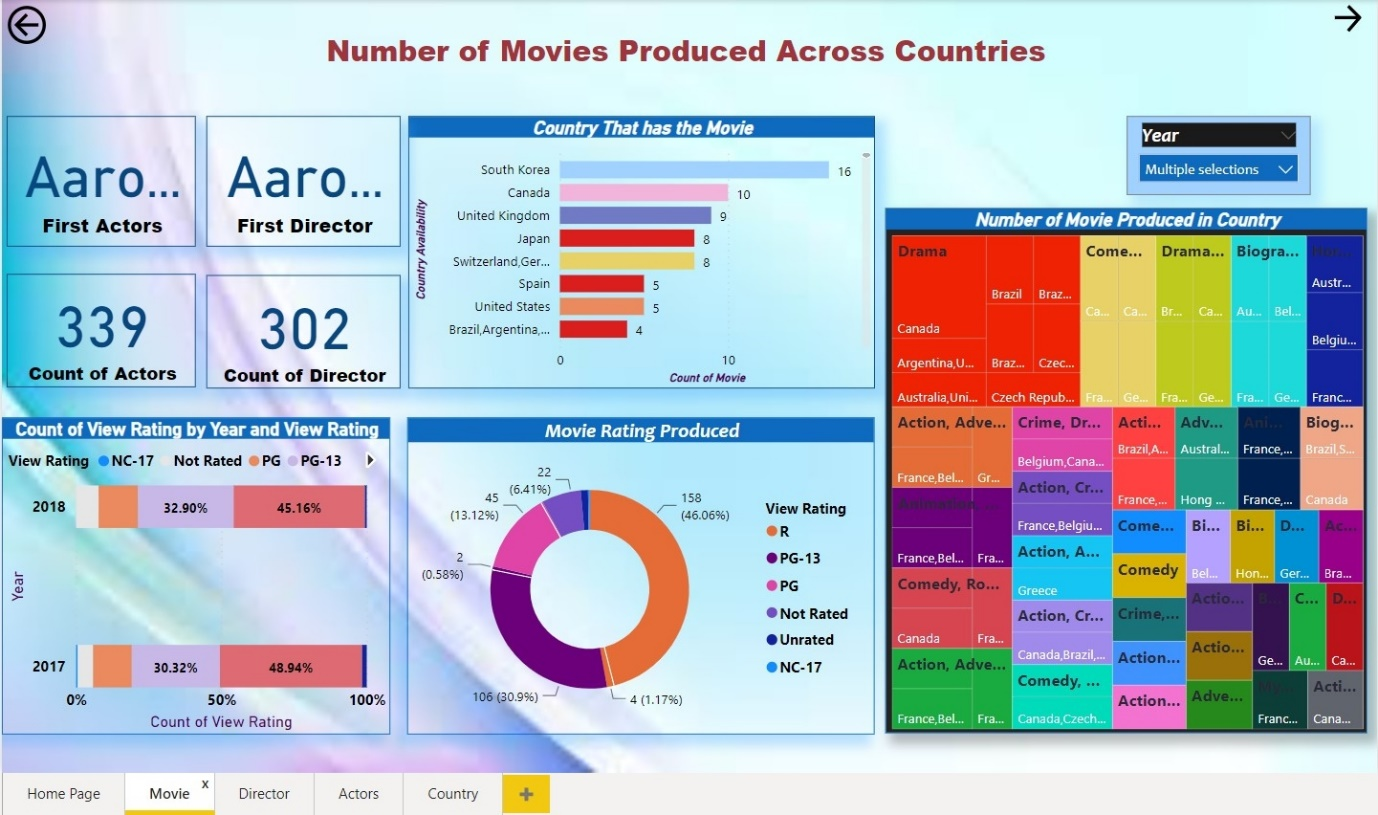 Number of Movies Produced Across Countries
Aaro...
First Actors
Aaro...
First Director
339
Count of Actors
302
Count of Director
Country That has the Movie
Country Availability
South Korea 16
Canada 10
United Kingdom 9
Japan 8
Switzerland,Ger... 8
Spain 5
United States 5
Brazil,Argentina,... 4
0 10
Count of Movie
Year
Multiple selections
Count of View Rating by Year and View Rating
View Rating NC-17 Not Rated PG PG-13
Year
2018 32.90% 45.16%
2017 30.32% 48.94%
0% 50% 100%
Count of View Rating
Movie Rating Produced
158
(46.06%)
4 (1.17%)
106 (30.9%)
2
(0.58%)
45
(13.12%)
22
(6.41%)
View Rating
R
PG-13
PG
Not Rated
Unrated
NC-17
Number of Movie Produced in Country
Drama
Canada
Argentina,U...
Australia,Uni...
Brazil
Braz...
Braz...
Czec...
Czech Repub...
Come...
Ca...
Ca...
Fra...
Ge...
Drama...
Br...
Ca...
Fra...
Ge...
Biogra...
Au...
Bel...
Fra...
Ge...
Austr...
Belgiu...
Franc...
Action, Adve...
France,Bel...
Gr...
Animation, ...
France,Bel...
Fra...
Comedy, Ro...
Canada
Fra...
Action, Adve...
France,Bel...
Fra...
Crime, Dr...
Belgium,Cana...
Action, Cr...
France,Belgiu...
Action, A...
Greece
Action, Cr...
Canada,Brazil,...
Comedy, ...
Canada,Czech...
Acti...
Brazil,A...
France,...
Adv...
Austral...
Hong ...
Ani...
France,...
France,...
Biog...
Brazil,S...
Canada
Come...
Comedy
Crime,...
Action...
Action...
Bi...
Bel...
Bi...
Hon...
D...
Ger...
Ac...
Bra...
Actio...
Actio...
Adve...
B...
Ge...
C...
Au...
D...
Ca...
My...
Franc...
Acti...
Cana...
Home Page
Movie x
Director
Actors
Country
+